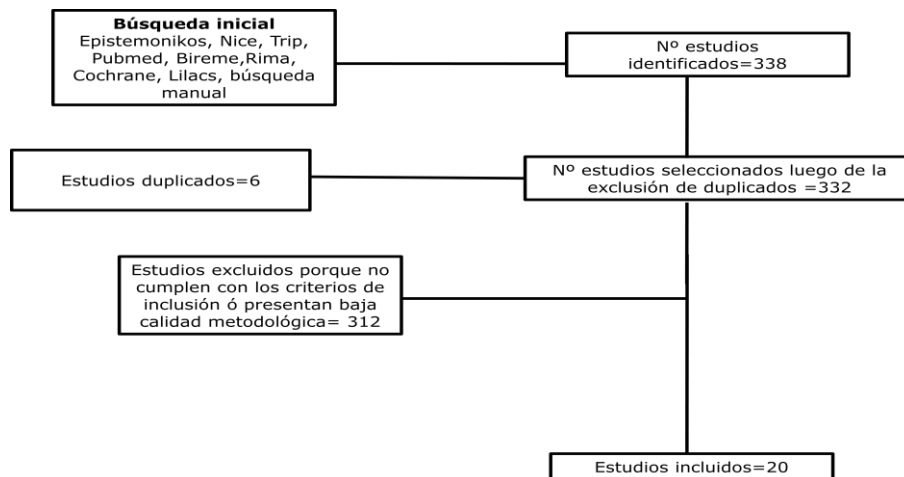 Búsqueda inicial
Epistemonikos, Nice, Trip,
Pubmed, Bireme,Rima,
Cochrane, Lilacs, búsqueda
manual
Nº estudios
identificados=338
Estudios duplicados=6
Nº estudios seleccionados luego de la
exclusión de duplicados =332
Estudios excluidos porque no
cumplen con los criterios de
inclusión ó presentan baja
calidad metodológica= 312
Estudios incluidos=20